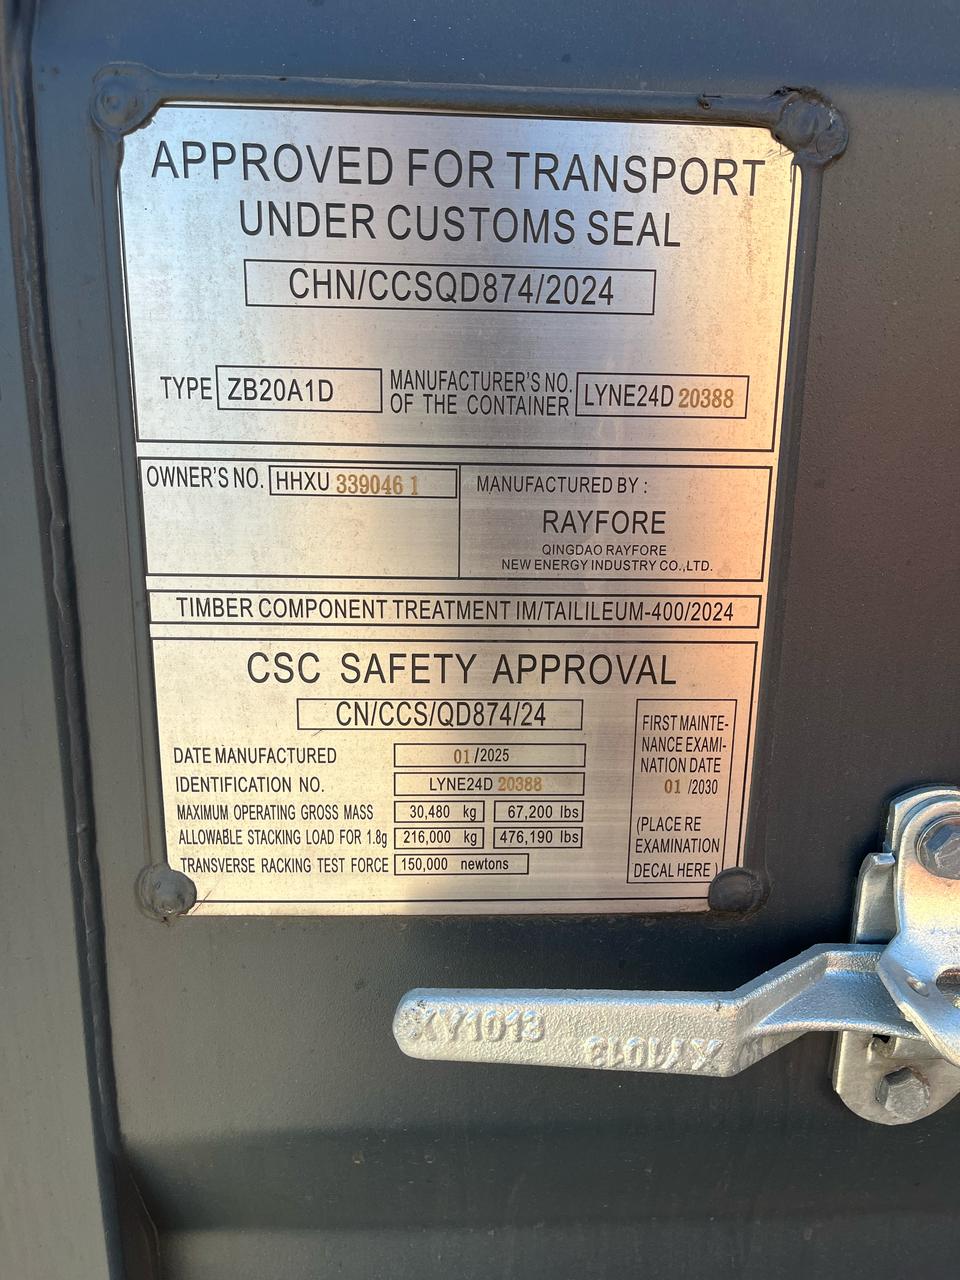 APPROVED FOR TRANSPORT
UNDER CUSTOMS SEAL
CHN/CCSQD874/2024
TYPE ZB20A1D MANUFACTURER'S NO. OF THE CONTAINER LYNE24D 20388
OWNER'S NO. HHXU 339046 1
MANUFACTURED BY :
RAYFORE
QINGDAO RAYFORE
NEW ENERGY INDUSTRY CO.,LTD.
TIMBER COMPONENT TREATMENT IM/TAILILEUM-400/2024
CSC SAFETY APPROVAL
CN/CCS/QD874/24
DATE MANUFACTURED 01/2025
IDENTIFICATION NO. LYNE24D 20388
MAXIMUM OPERATING GROSS MASS 30,480 kg 67,200 lbs
ALLOWABLE STACKING LOAD FOR 1.8g 216,000 kg 476,190 lbs
TRANSVERSE RACKING TEST FORCE 150,000 newtons
FIRST MAINTE-
NANCE EXAMI-
NATION DATE
01 /2030
(PLACE RE
EXAMINATION
DECAL HERE )
XY1013
XY1013